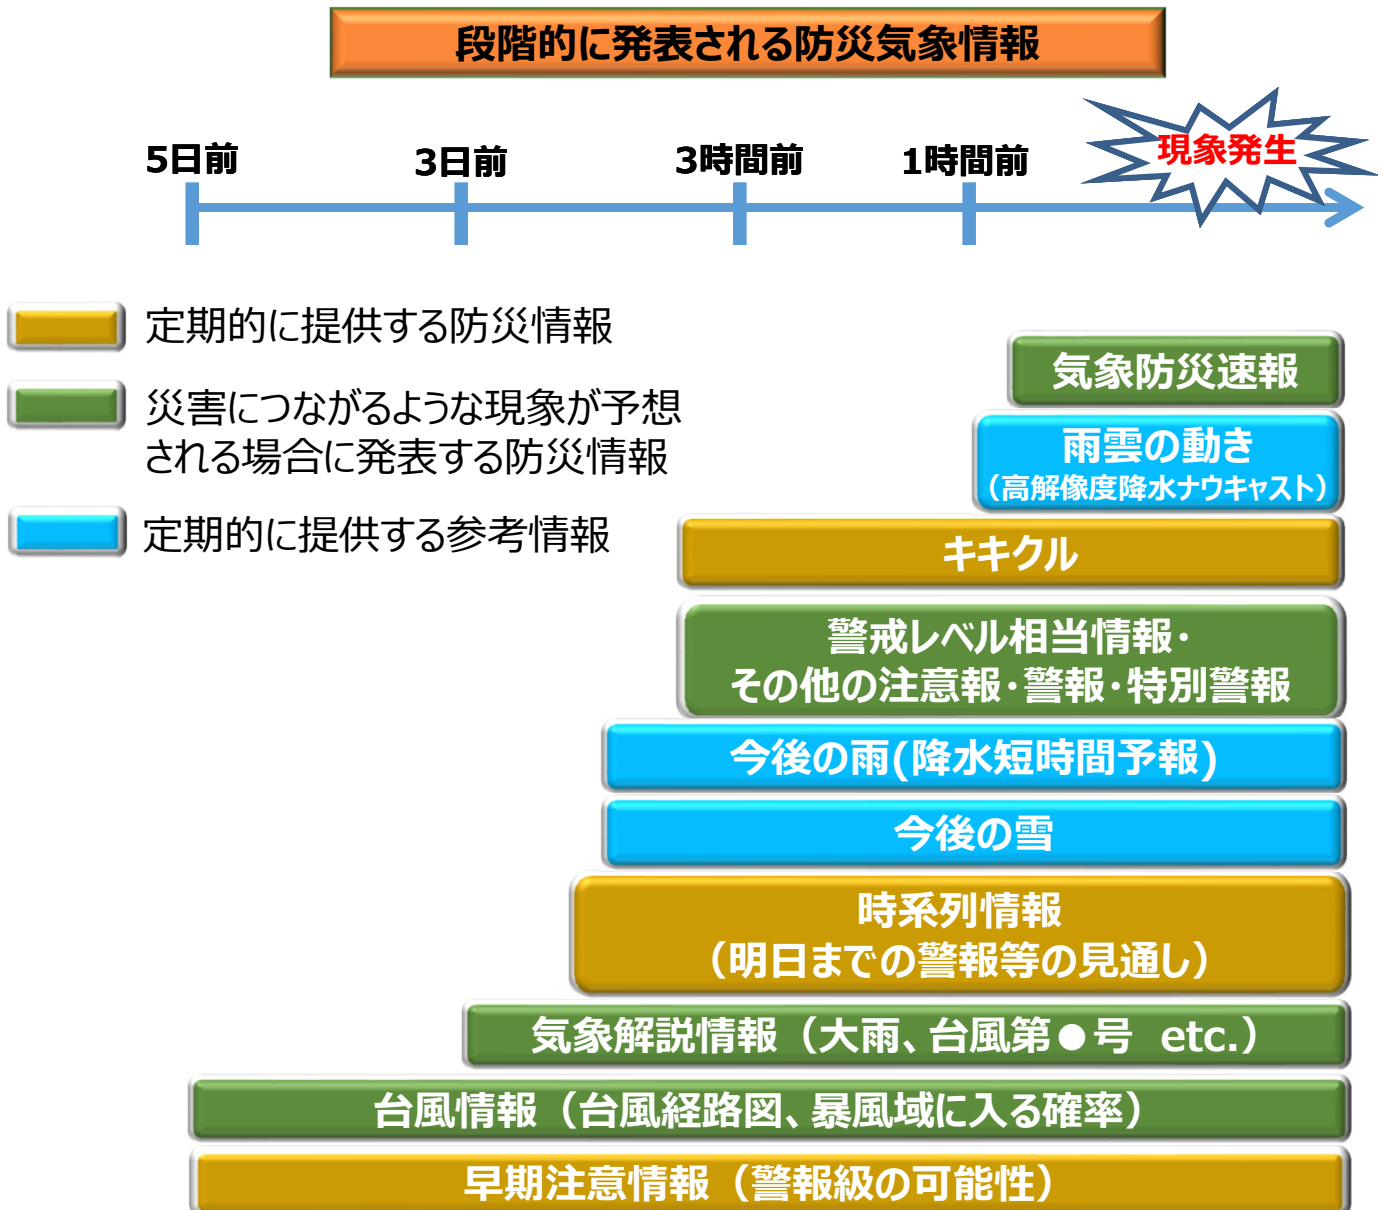 段階的に発表される防災気象情報
現象発生
5日前
3日前
3時間前
1時間前
定期的に提供する防災情報
災害につながるような現象が予想
される場合に発表する防災情報
定期的に提供する参考情報
気象防災速報
雨雲の動き
（高解像度降水ナウキャスト）
キキクル
警戒レベル相当情報・
その他の注意報・警報・特別警報
今後の雨(降水短時間予報)
今後の雪
時系列情報
（明日までの警報等の見通し）
気象解説情報（大雨、台風第●号 etc.）
台風情報（台風経路図、暴風域に入る確率）
早期注意情報（警報級の可能性）